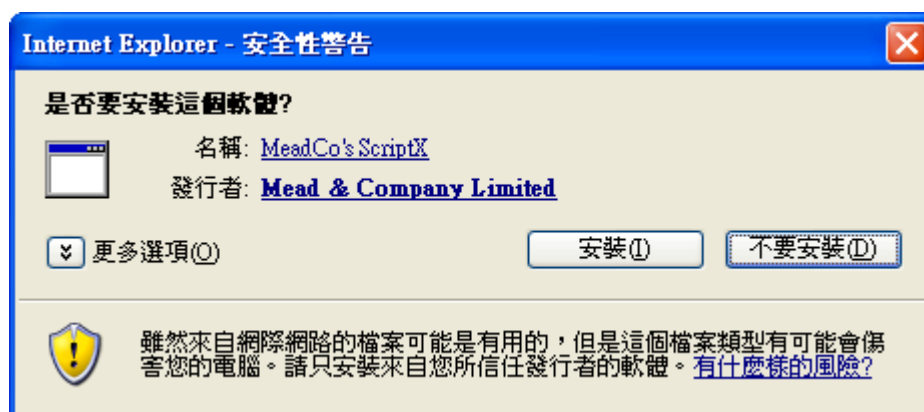 Internet Explorer - 安全性警告
是否要安裝這個軟體?
名稱: MeadCo's ScriptX
發行者: Mead & Company Limited
更多選項(O) 安裝(I) 不要安裝(D)
雖然來自網際網路的檔案可能是有用的，但是這個檔案類型有可能會傷
害您的電腦。請只安裝來自您所信任發行者的軟體。有什麼樣的風險?